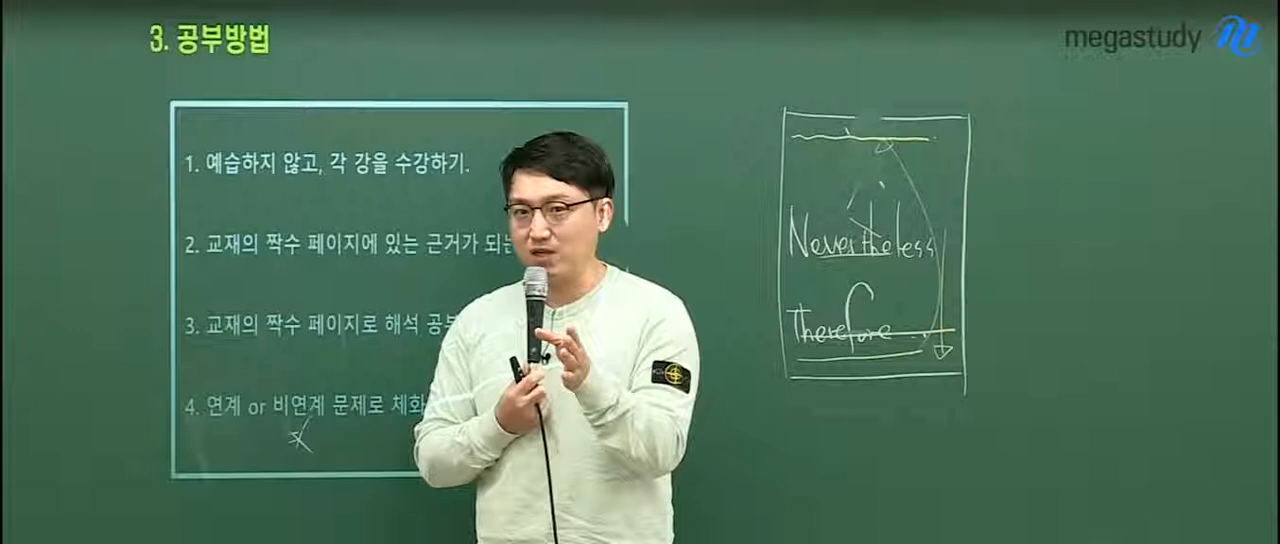 3. 공부방법
megastudy
1. 예습하지 않고, 각 강을 수강하기.
2. 교재의 짝수 페이지에 있는 근거가 되는
3. 교재의 짝수 페이지로 해석 공부
4. 연계 or 비연계 문제로 체화
Nevertheless
Therefore